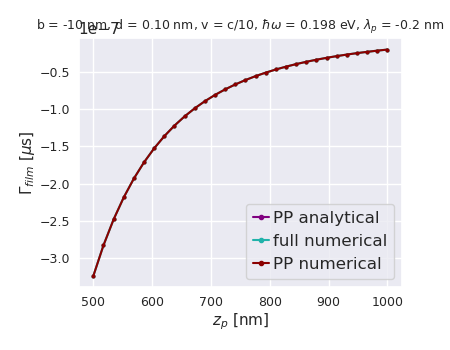 b = -10 nm, d = 0.10 nm, v = c/10, ℏω = 0.198 eV, λp = -0.2 nm
1e−7
−0.5
−1.0
−1.5
−2.0
−2.5
−3.0
Γfilm [μs]
PP analytical
full numerical
PP numerical
500 600 700 800 900 1000
zp [nm]